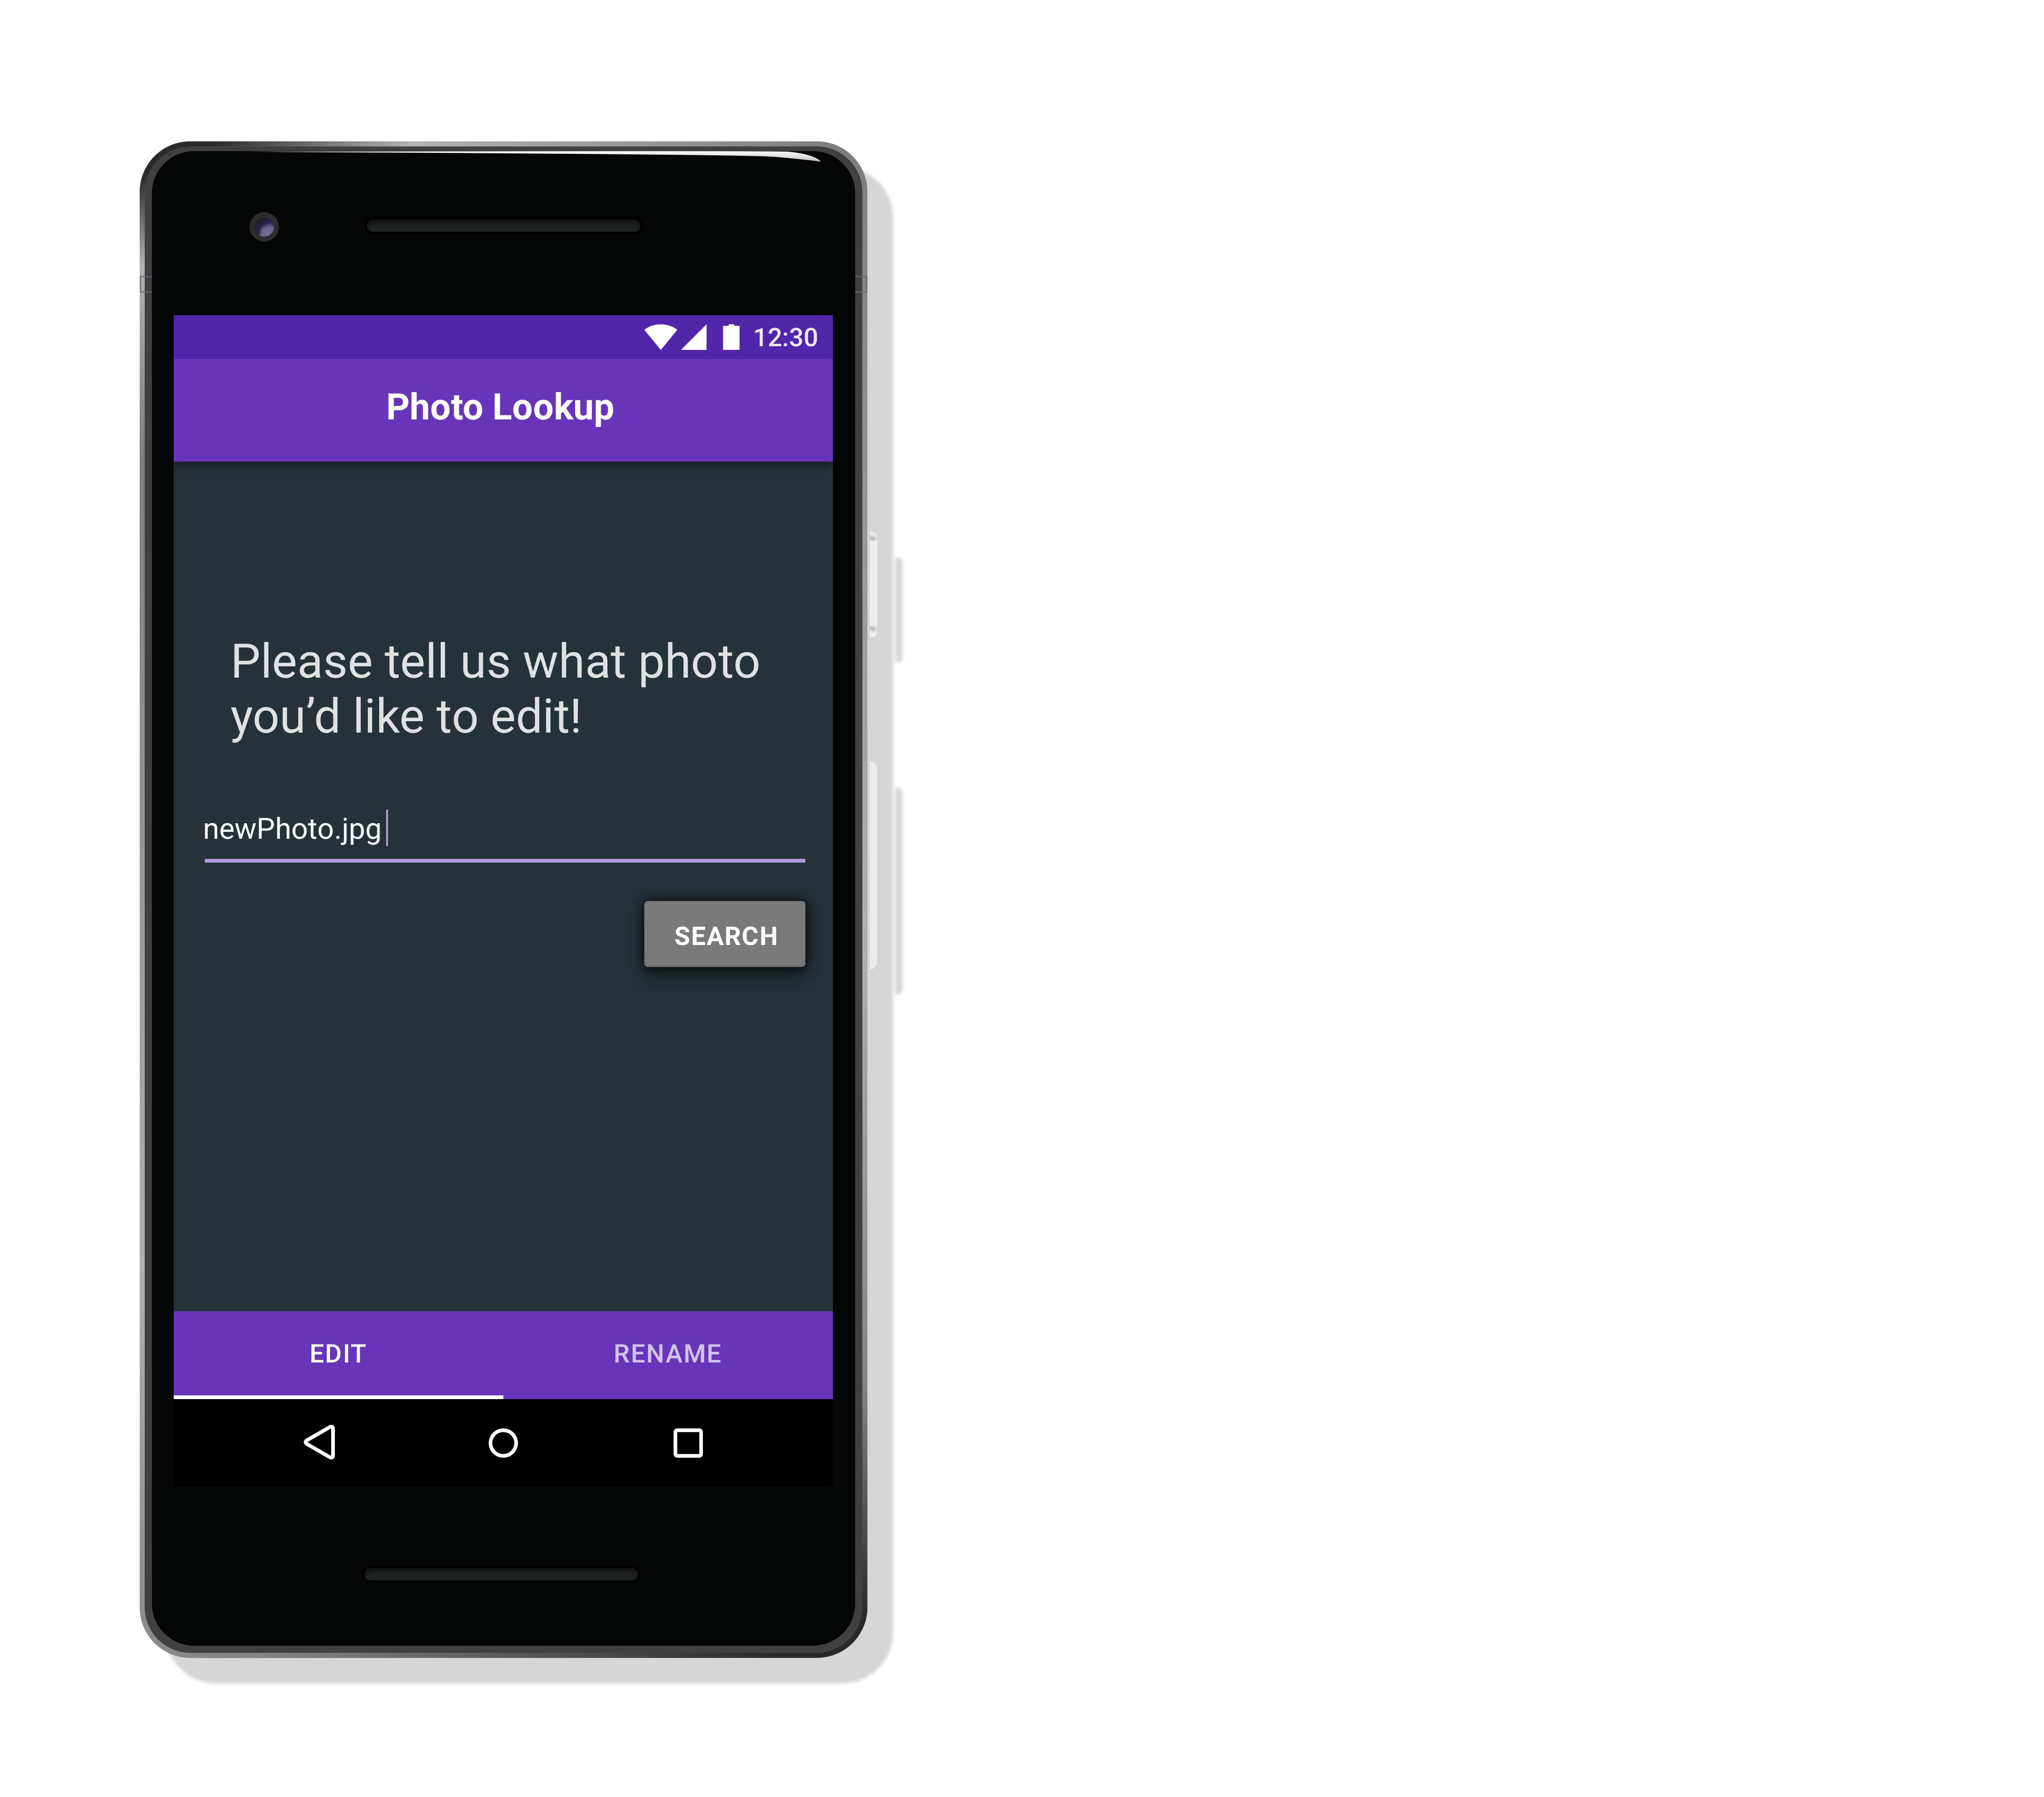 12:30
Photo Lookup
Please tell us what photo
you’d like to edit!
newPhoto.jpg
SEARCH
EDIT RENAME